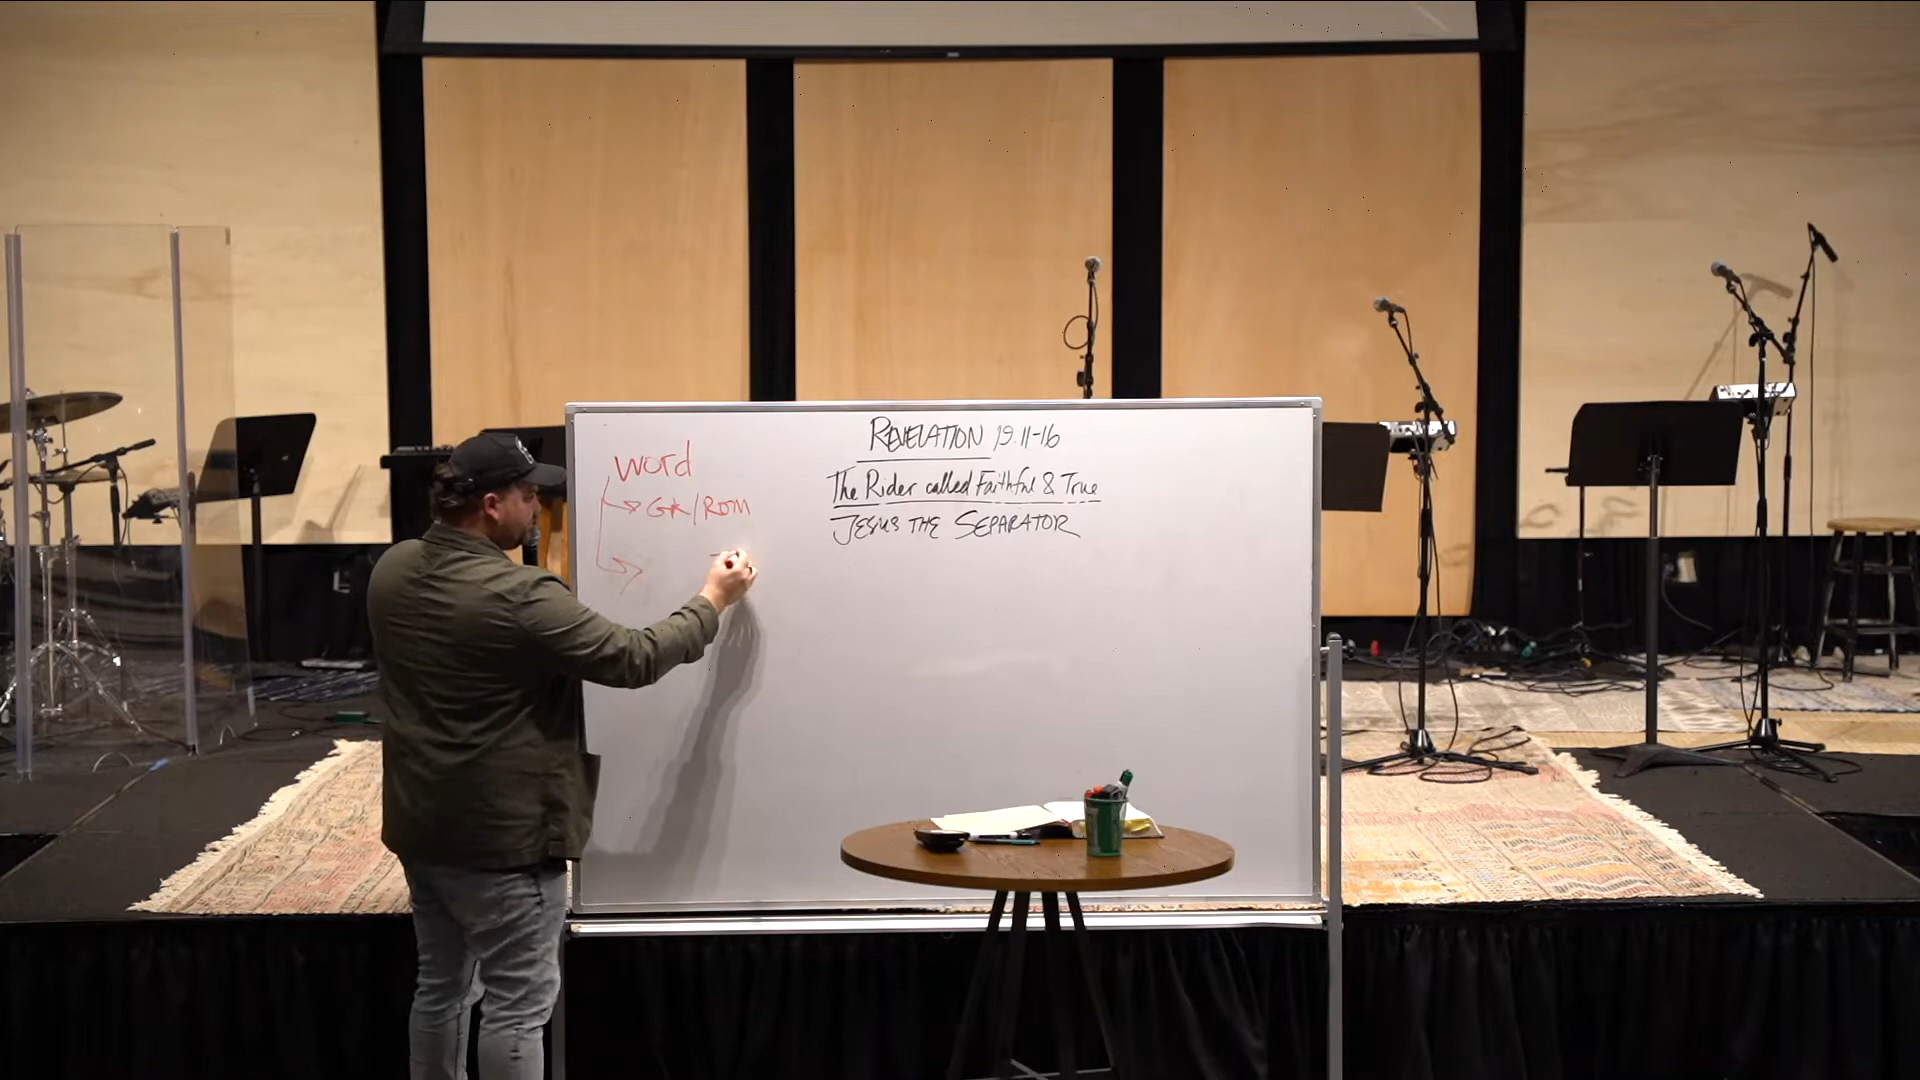 word
GK/ROM
REVELATION 19.11-16
The Rider called Faithful & True
JESUS THE SEPARATOR